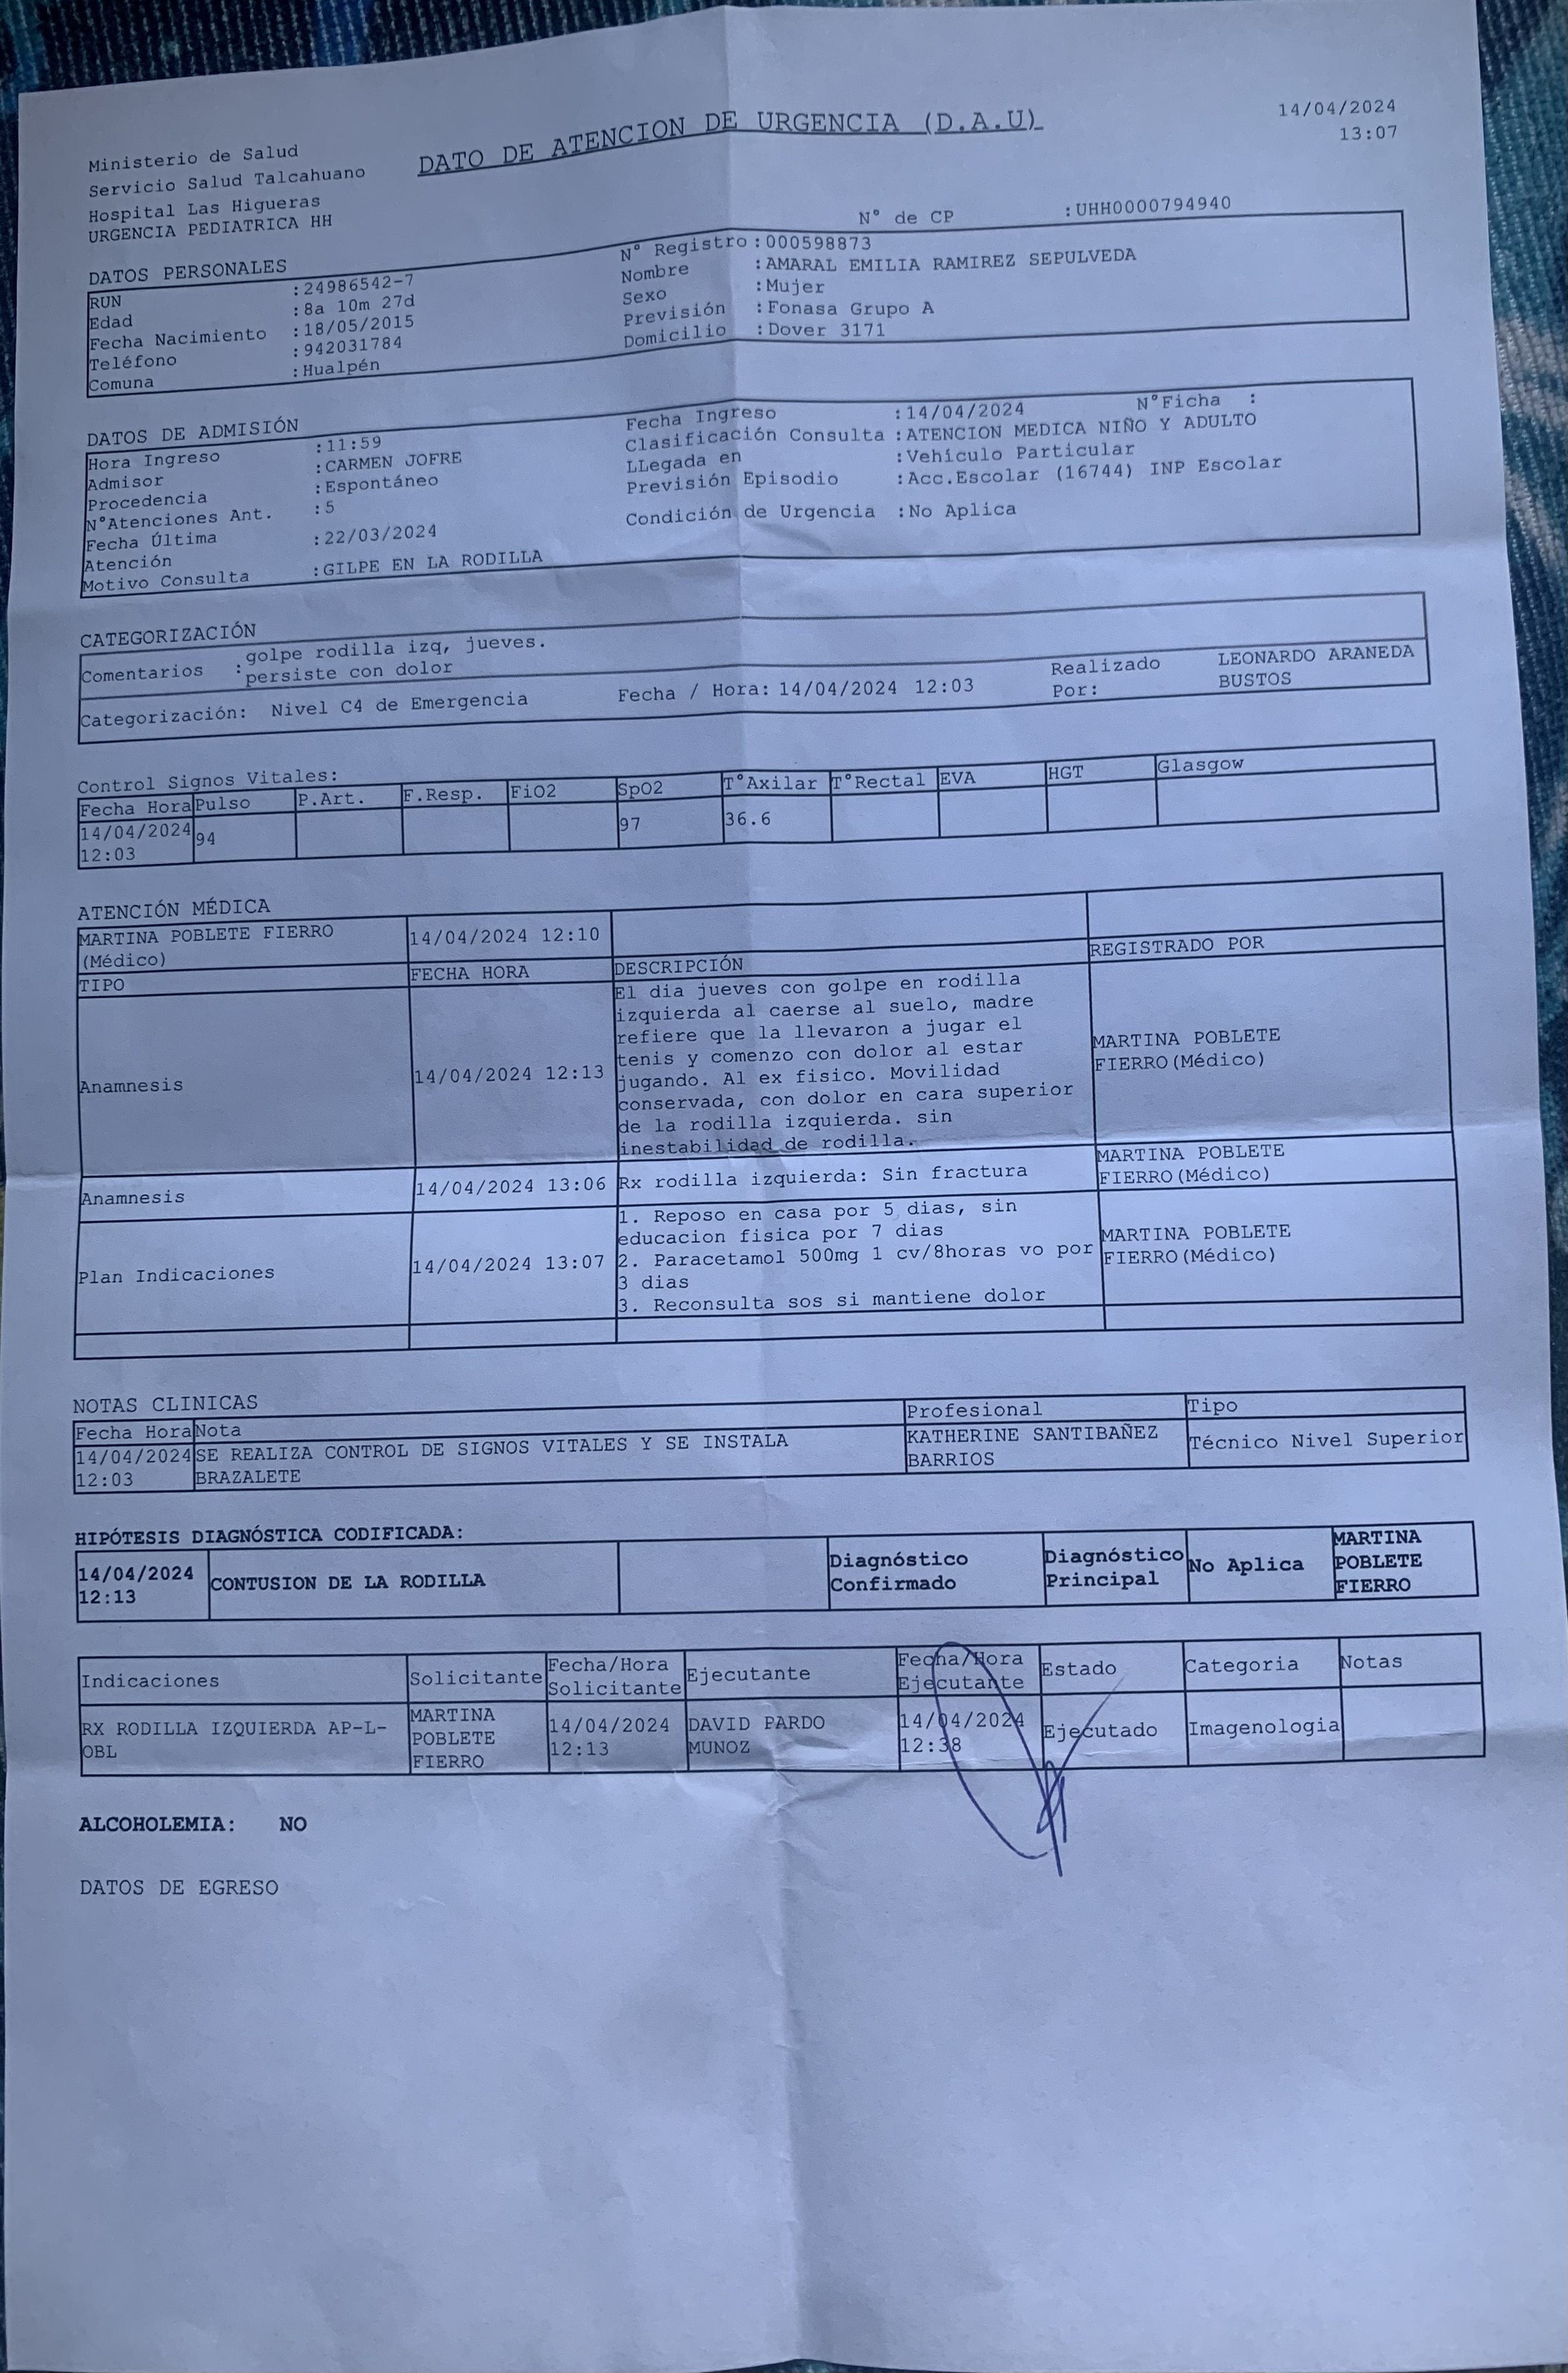 14/04/2024
13:07
Ministerio de Salud
Servicio Salud Talcahuano
Hospital Las Higueras
URGENCIA PEDIATRICA HH
DATO DE ATENCION DE URGENCIA (D.A.U)
N° de CP :UHH0000794940
DATOS PERSONALES
RUN :24986542-7
Edad :8a 10m 27d
Fecha Nacimiento :18/05/2015
Teléfono :942031784
Comuna :Hualpén
N° Registro :000598873
Nombre :AMARAL EMILIA RAMIREZ SEPULVEDA
Sexo :Mujer
Previsión :Fonasa Grupo A
Domicilio :Dover 3171
DATOS DE ADMISIÓN
Hora Ingreso :11:59
Admisor :CARMEN JOFRE
Procedencia :Espontáneo
N°Atenciones Ant. :5
Fecha Última
Atención :22/03/2024
Motivo Consulta :GILPE EN LA RODILLA
Fecha Ingreso :14/04/2024 N°Ficha :
Clasificación Consulta :ATENCION MEDICA NIÑO Y ADULTO
LLegada en :Vehículo Particular
Previsión Episodio :Acc.Escolar (16744) INP Escolar
Condición de Urgencia :No Aplica
CATEGORIZACIÓN
Comentarios : golpe rodilla izq, jueves.
persiste con dolor
Categorización: Nivel C4 de Emergencia Fecha / Hora: 14/04/2024 12:03 Realizado
Por: LEONARDO ARANEDA
BUSTOS
Control Signos Vitales:
Fecha Hora Pulso P.Art. F.Resp. FiO2 SpO2 T°Axilar T°Rectal EVA HGT Glasgow
14/04/2024
12:03 94 97 36.6
ATENCIÓN MÉDICA
MARTINA POBLETE FIERRO
(Médico) 14/04/2024 12:10
TIPO FECHA HORA DESCRIPCIÓN REGISTRADO POR
Anamnesis 14/04/2024 12:13
El dia jueves con golpe en rodilla
izquierda al caerse al suelo, madre
refiere que la llevaron a jugar el
tenis y comenzo con dolor al estar
jugando. Al ex fisico. Movilidad
conservada, con dolor en cara superior
de la rodilla izquierda. sin
inestabilidad de rodilla.
MARTINA POBLETE
FIERRO(Médico)
Anamnesis 14/04/2024 13:06 Rx rodilla izquierda: Sin fractura
MARTINA POBLETE
FIERRO(Médico)
Plan Indicaciones 14/04/2024 13:07
1. Reposo en casa por 5 dias, sin
educacion fisica por 7 dias
2. Paracetamol 500mg 1 cv/8horas vo por
3 dias
3. Reconsulta sos si mantiene dolor
MARTINA POBLETE
FIERRO(Médico)
NOTAS CLINICAS
Fecha Hora Nota Profesional Tipo
14/04/2024
12:03
SE REALIZA CONTROL DE SIGNOS VITALES Y SE INSTALA
BRAZALETE
KATHERINE SANTIBAÑEZ
BARRIOS
Técnico Nivel Superior
HIPÓTESIS DIAGNÓSTICA CODIFICADA:
14/04/2024
12:13
CONTUSION DE LA RODILLA
Diagnóstico
Confirmado
Diagnóstico
Principal
No Aplica
MARTINA
POBLETE
FIERRO
Indicaciones Solicitante Fecha/Hora
Solicitante Ejecutante Fecha/Hora
Ejecutante Estado Categoria Notas
RX RODILLA IZQUIERDA AP-L-
OBL
MARTINA
POBLETE
FIERRO
14/04/2024
12:13
DAVID PARDO
MUNOZ
14/04/2024
12:38
Ejecutado
Imagenologia
ALCOHOLEMIA: NO
DATOS DE EGRESO